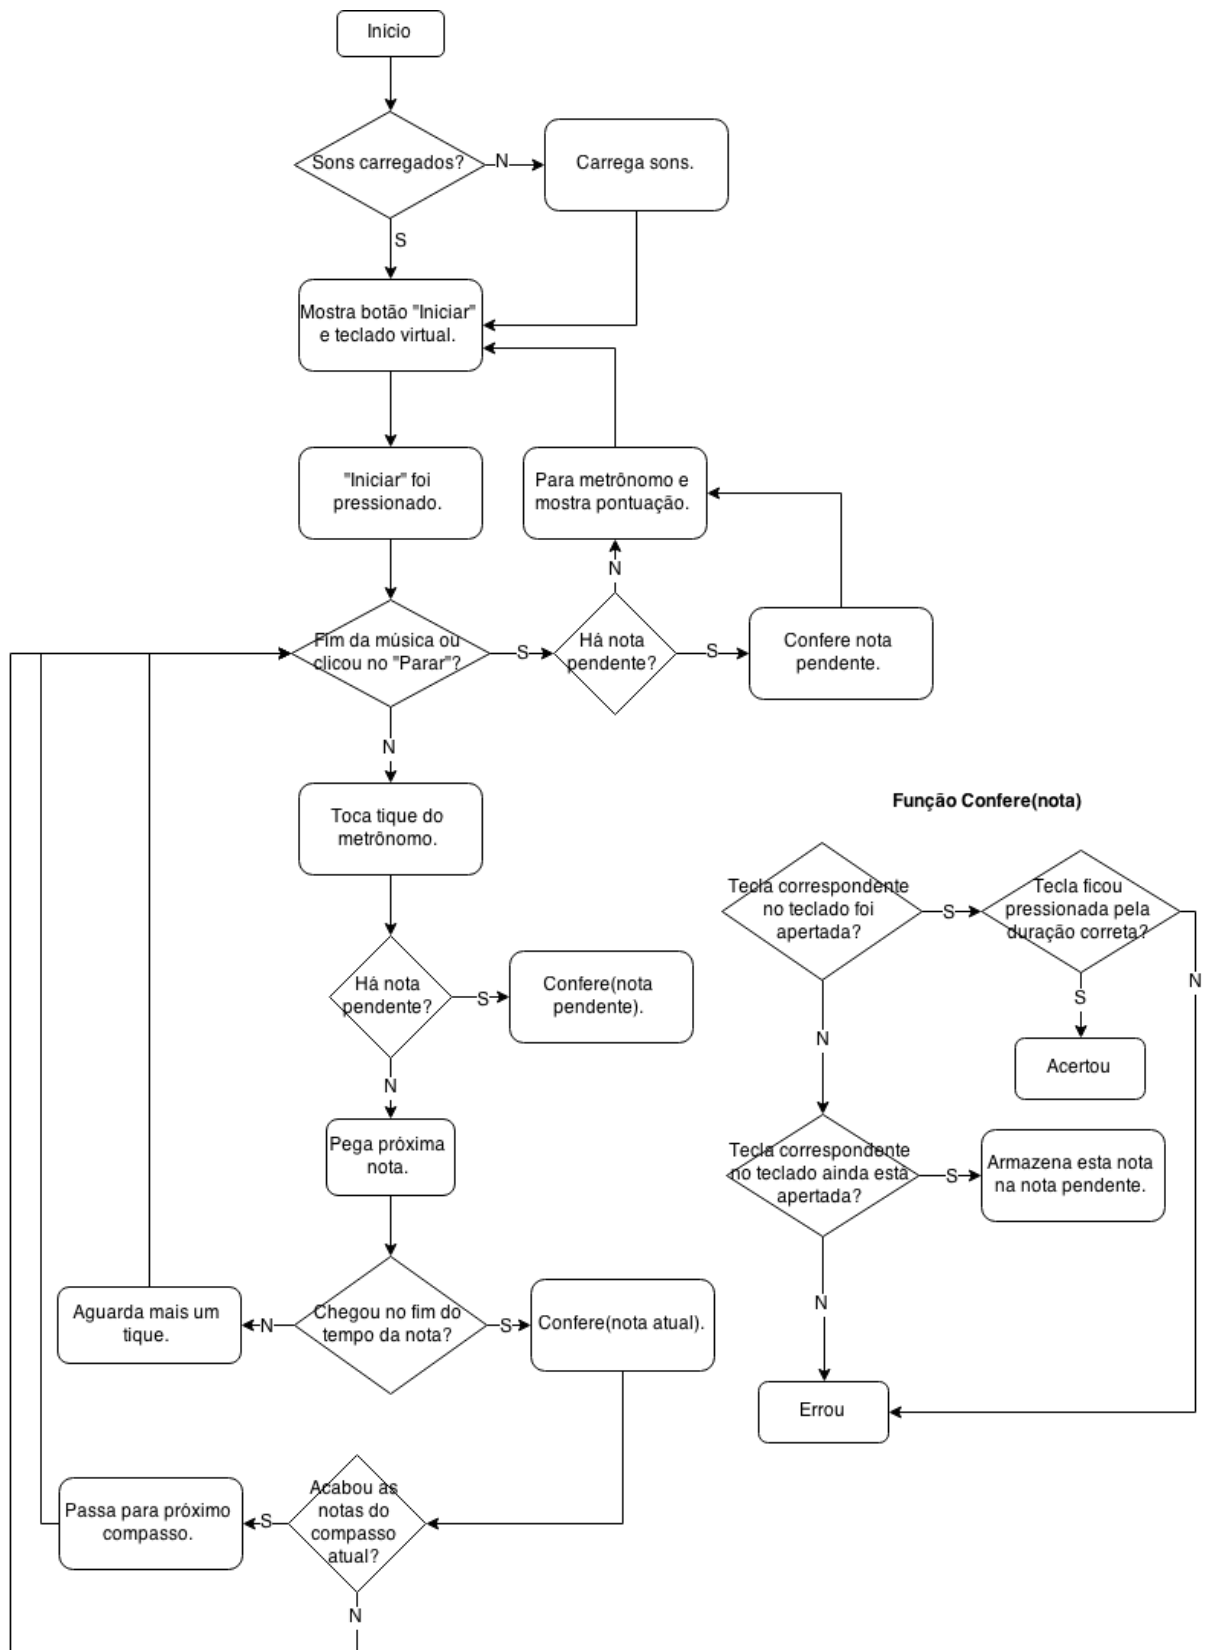 Início
Sons carregados?
N
Carrega sons.
S
Mostra botão "Iniciar"
e teclado virtual.
"Iniciar" foi
pressionado.
Para metrônomo e
mostra pontuação.
N
Fim da música ou
clicou no "Parar"?
S
Há nota
pendente?
S
Confere nota
pendente.
N
Toca tique do
metrônomo.
Há nota
pendente?
S
Confere(nota
pendente).
N
Pega próxima
nota.
Chegou no fim do
tempo da nota?
N
Aguarda mais um
tique.
S
Confere(nota atual).
Acabou as
notas do
compasso
atual?
S
Passa para próximo
compasso.
N
Função Confere(nota)
Tecla correspondente
no teclado foi
apertada?
S
Tecla ficou
pressionada pela
duração correta?
N
S
Acertou
N
Tecla correspondente
no teclado ainda está
apertada?
S
Armazena esta nota
na nota pendente.
N
Errou